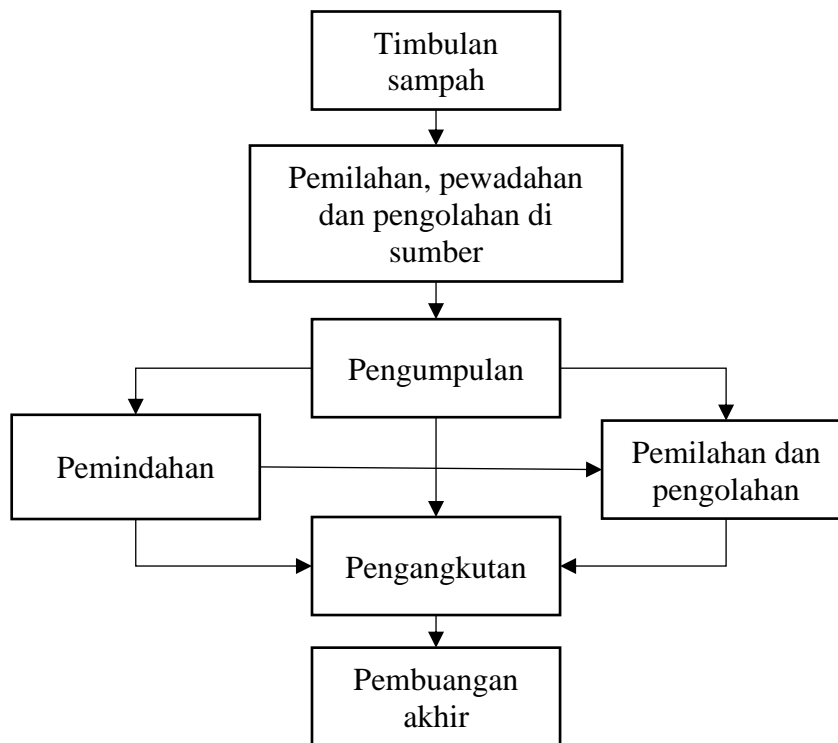 Timbulan
sampah
Pemilahan, pewadahan
dan pengolahan di
sumber
Pengumpulan
Pemindahan
Pemilahan dan
pengolahan
Pengangkutan
Pembuangan
akhir